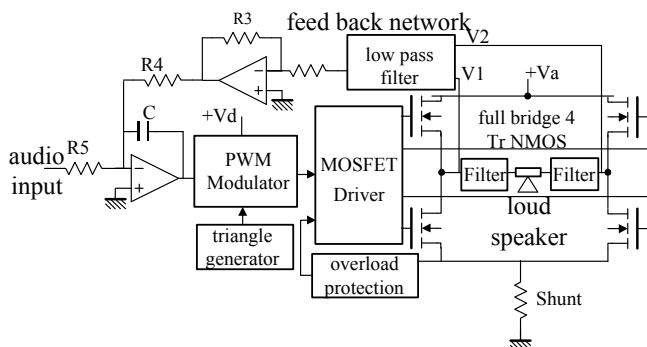 R3
feed back network
V2
R4
low pass
filter
V1
+Va
C
+Vd
full bridge 4
Tr NMOS
R5
audio
input
−
+
−
+
PWM
Modulator
MOSFET
Driver
Filter
Filter
loud
speaker
triangle
generator
overload
protection
Shunt